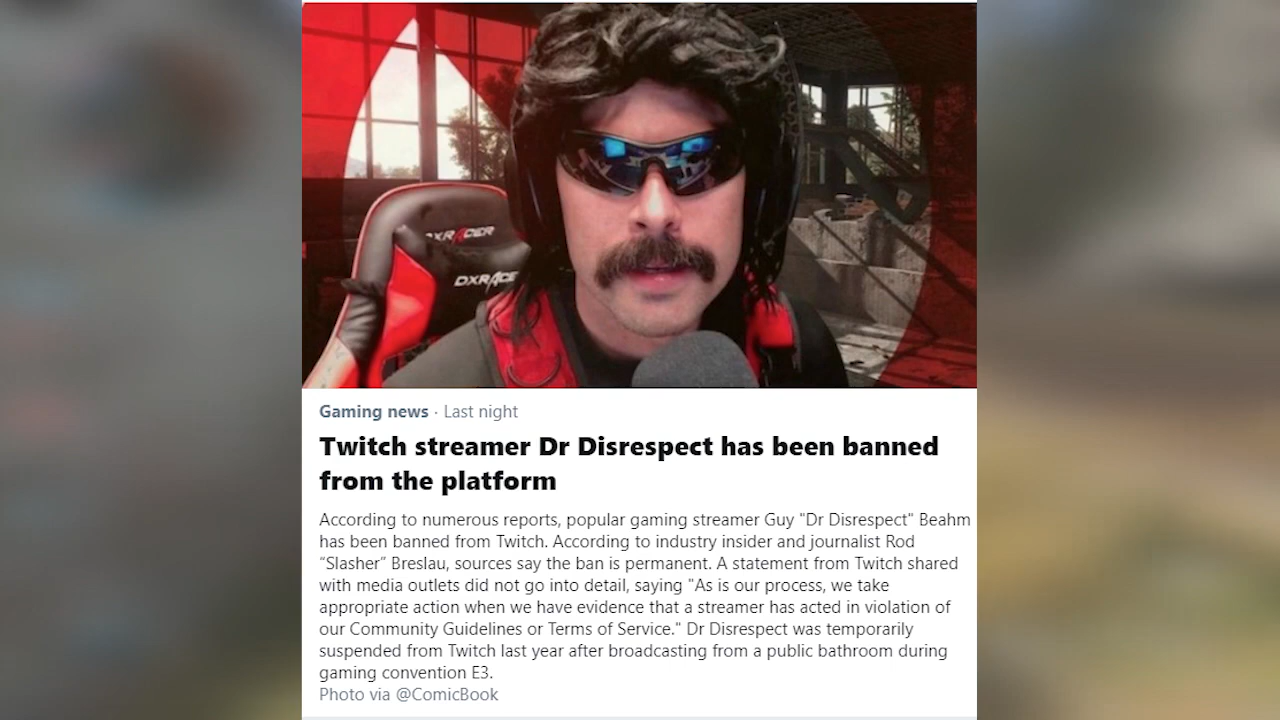 DXRACER
DXRACE
Gaming news · Last night
Twitch streamer Dr Disrespect has been banned
from the platform
According to numerous reports, popular gaming streamer Guy "Dr Disrespect" Beahm
has been banned from Twitch. According to industry insider and journalist Rod
“Slasher” Breslau, sources say the ban is permanent. A statement from Twitch shared
with media outlets did not go into detail, saying "As is our process, we take
appropriate action when we have evidence that a streamer has acted in violation of
our Community Guidelines or Terms of Service." Dr Disrespect was temporarily
suspended from Twitch last year after broadcasting from a public bathroom during
gaming convention E3.
Photo via @ComicBook